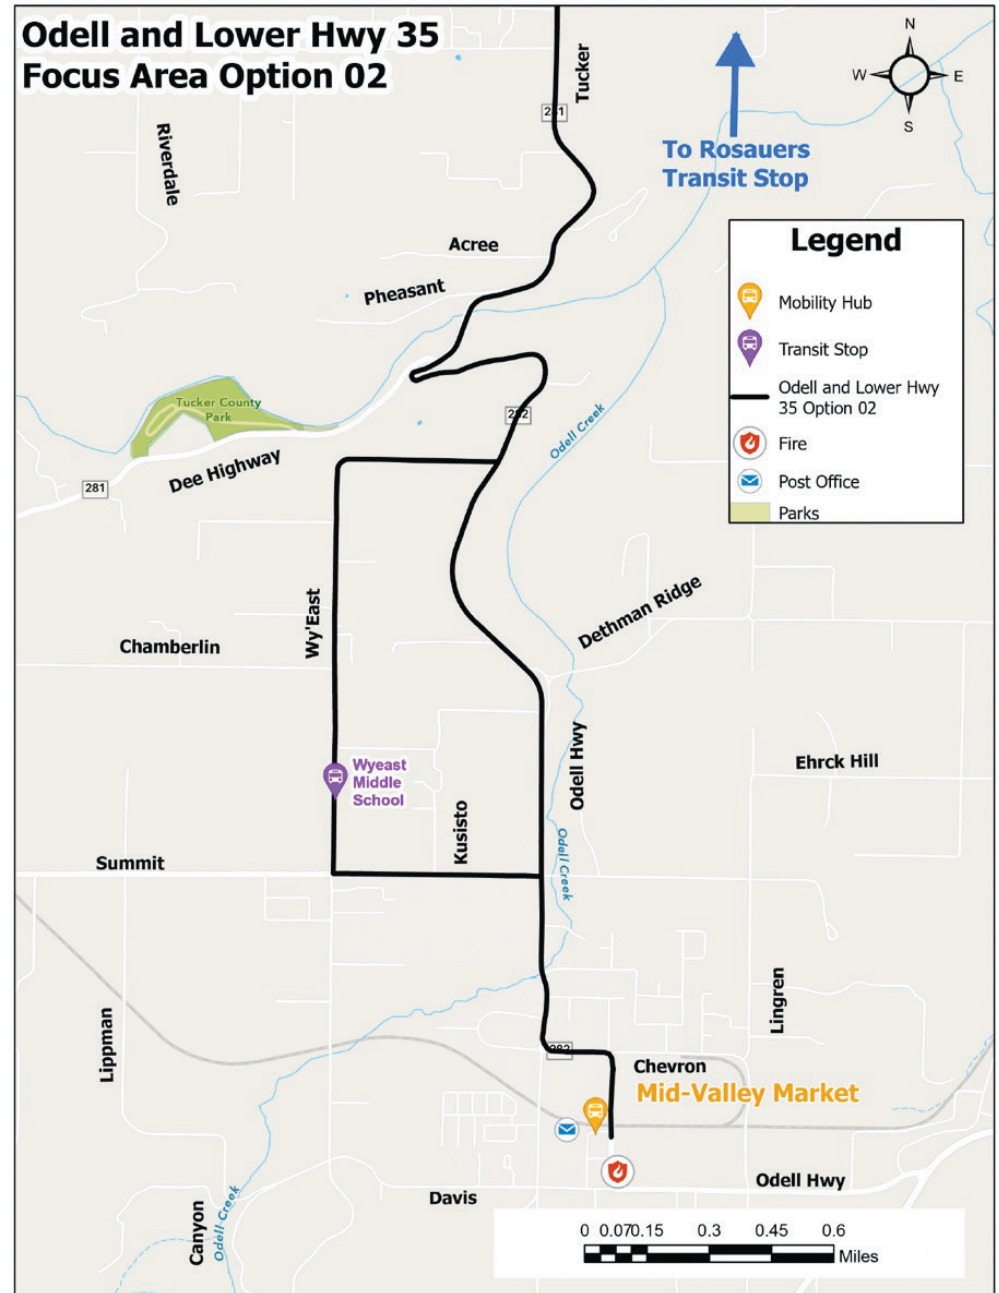 Odell and Lower Hwy 35
Focus Area Option 02
N
W
E
S
Tucker
281
Riverdale
To Rosauers
Transit Stop
Acree
Pheasant
Legend
Mobility Hub
Transit Stop
Odell and Lower Hwy
35 Option 02
Fire
Post Office
Parks
Tucker County
Park
282
Odell Creek
Dee Highway
281
Wy'East
Dethman Ridge
Chamberlin
Odell Hwy
Wyeast
Middle
School
Ehrck Hill
Kusisto
Odell Creek
Summit
Lippman
Lingren
282
Chevron
Mid-Valley Market
Odell Hwy
Davis
Canyon
Odell Creek
0 0.07 0.15 0.3 0.45 0.6
Miles